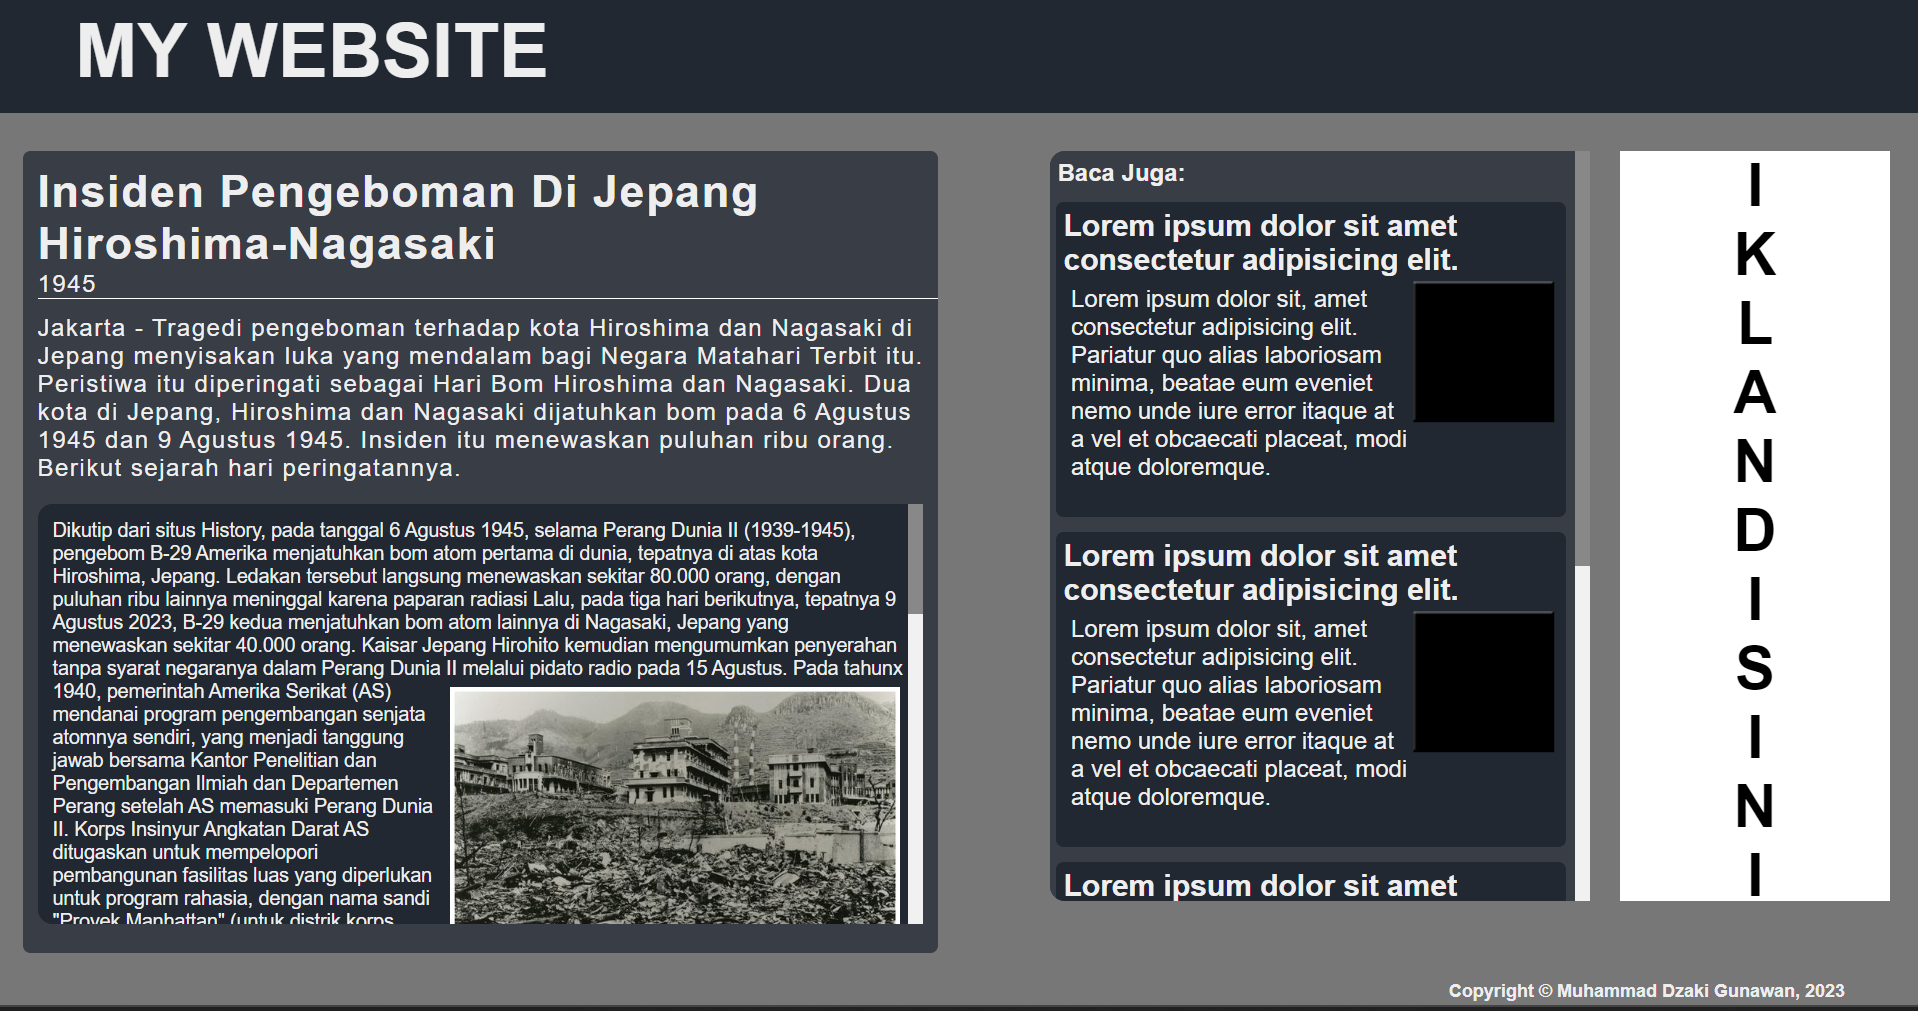 MY WEBSITE
Insiden Pengeboman Di Jepang
Hiroshima-Nagasaki
1945
Jakarta - Tragedi pengeboman terhadap kota Hiroshima dan Nagasaki di
Jepang menyisakan luka yang mendalam bagi Negara Matahari Terbit itu.
Peristiwa itu diperingati sebagai Hari Bom Hiroshima dan Nagasaki. Dua
kota di Jepang, Hiroshima dan Nagasaki dijatuhkan bom pada 6 Agustus
1945 dan 9 Agustus 1945. Insiden itu menewaskan puluhan ribu orang.
Berikut sejarah hari peringatannya.
Dikutip dari situs History, pada tanggal 6 Agustus 1945, selama Perang Dunia II (1939-1945),
pengebom B-29 Amerika menjatuhkan bom atom pertama di dunia, tepatnya di atas kota
Hiroshima, Jepang. Ledakan tersebut langsung menewaskan sekitar 80.000 orang, dengan
puluhan ribu lainnya meninggal karena paparan radiasi Lalu, pada tiga hari berikutnya, tepatnya 9
Agustus 2023, B-29 kedua menjatuhkan bom atom lainnya di Nagasaki, Jepang yang
menewaskan sekitar 40.000 orang. Kaisar Jepang Hirohito kemudian mengumumkan penyerahan
tanpa syarat negaranya dalam Perang Dunia II melalui pidato radio pada 15 Agustus. Pada tahunx
1940, pemerintah Amerika Serikat (AS)
mendanai program pengembangan senjata
atomnya sendiri, yang menjadi tanggung
jawab bersama Kantor Penelitian dan
Pengembangan Ilmiah dan Departemen
Perang setelah AS memasuki Perang Dunia
II. Korps Insinyur Angkatan Darat AS
ditugaskan untuk mempelopori
pembangunan fasilitas luas yang diperlukan
untuk program rahasia, dengan nama sandi
"Proyek Manhattan" (untuk distrik korps
Baca Juga:
Lorem ipsum dolor sit amet
consectetur adipisicing elit.
Lorem ipsum dolor sit, amet
consectetur adipisicing elit.
Pariatur quo alias laboriosam
minima, beatae eum eveniet
nemo unde iure error itaque at
a vel et obcaecati placeat, modi
atque doloremque.
Lorem ipsum dolor sit amet
consectetur adipisicing elit.
Lorem ipsum dolor sit, amet
consectetur adipisicing elit.
Pariatur quo alias laboriosam
minima, beatae eum eveniet
nemo unde iure error itaque at
a vel et obcaecati placeat, modi
atque doloremque.
Lorem ipsum dolor sit amet
I
K
L
A
N
D
I
S
I
N
I
Copyright © Muhammad Dzaki Gunawan, 2023